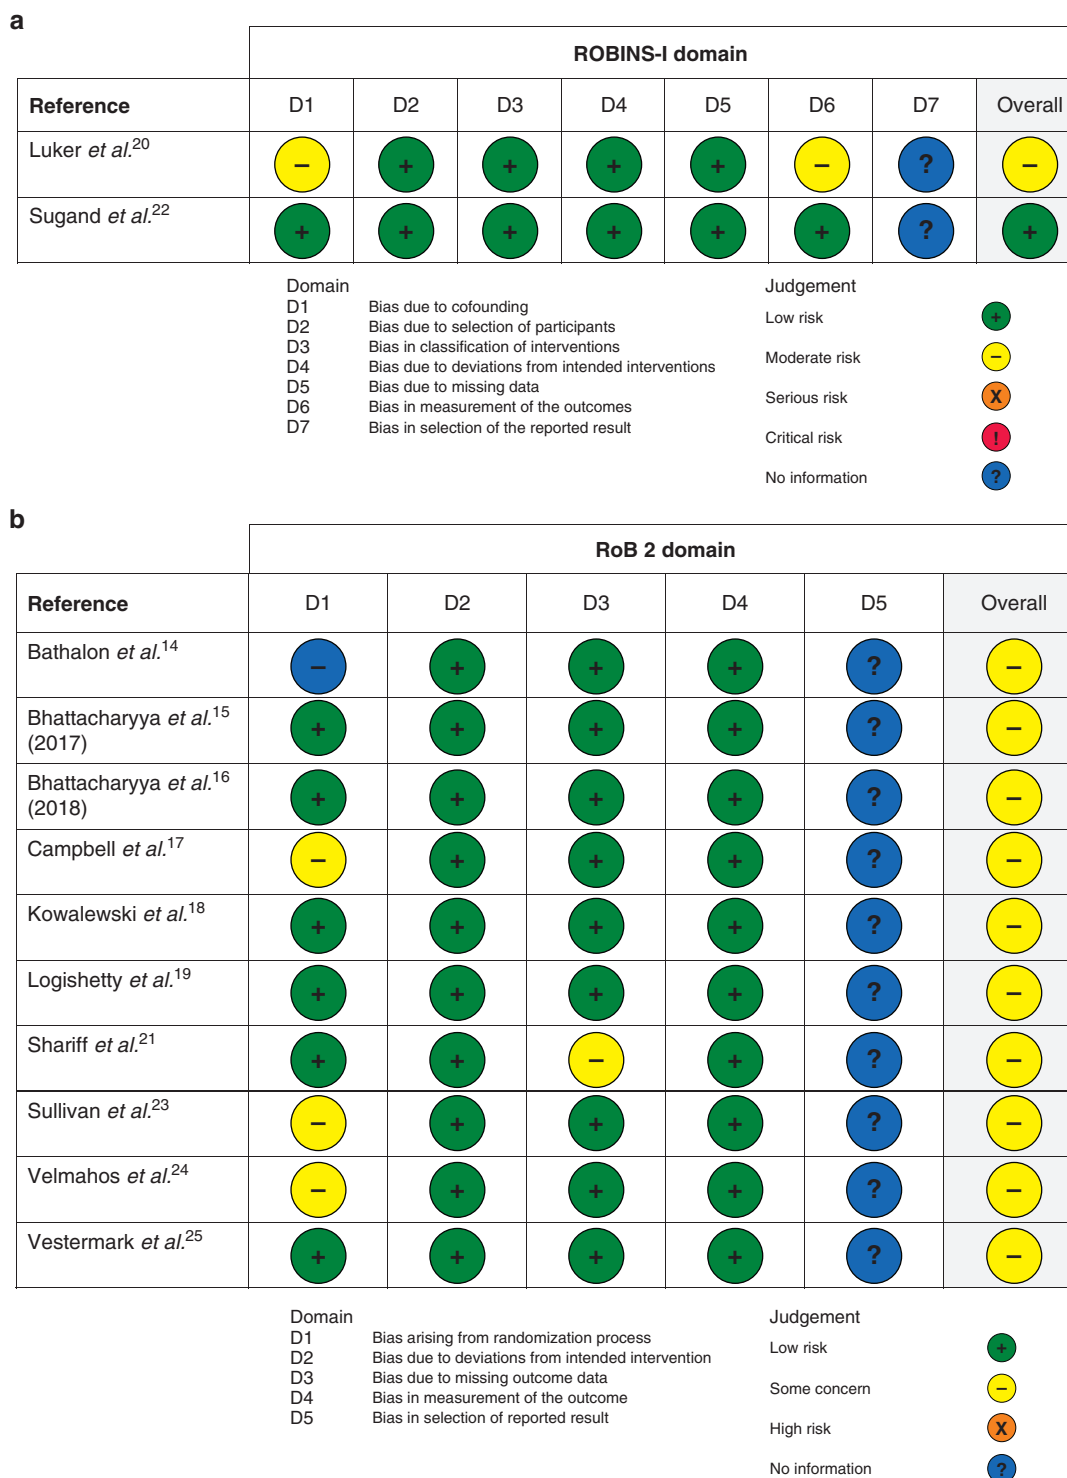 a
ROBINS-I domain
Reference D1 D2 D3 D4 D5 D6 D7 Overall
Luker et al.20 – + + + + – ? –
Sugand et al.22 + + + + + + ? +
Domain
D1 Bias due to cofounding
D2 Bias due to selection of participants
D3 Bias in classification of interventions
D4 Bias due to deviations from intended interventions
D5 Bias due to missing data
D6 Bias in measurement of the outcomes
D7 Bias in selection of the reported result
Judgement
Low risk +
Moderate risk –
Serious risk X
Critical risk !
No information ?
b
RoB 2 domain
Reference D1 D2 D3 D4 D5 Overall
Bathalon et al.14 – + + + ? –
Bhattacharyya et al.15
(2017) + + + + ? –
Bhattacharyya et al.16
(2018) + + + + ? –
Campbell et al.17 – + + + ? –
Kowalewski et al.18 + + + + ? –
Logishetty et al.19 + + + + ? –
Shariff et al.21 + + – + ? –
Sullivan et al.23 – + + + ? –
Velmahos et al.24 – + + + ? –
Vestermark et al.25 + + + + ? –
Domain
D1 Bias arising from randomization process
D2 Bias due to deviations from intended intervention
D3 Bias due to missing outcome data
D4 Bias in measurement of the outcome
D5 Bias in selection of reported result
Judgement
Low risk +
Some concern –
High risk X
No information ?